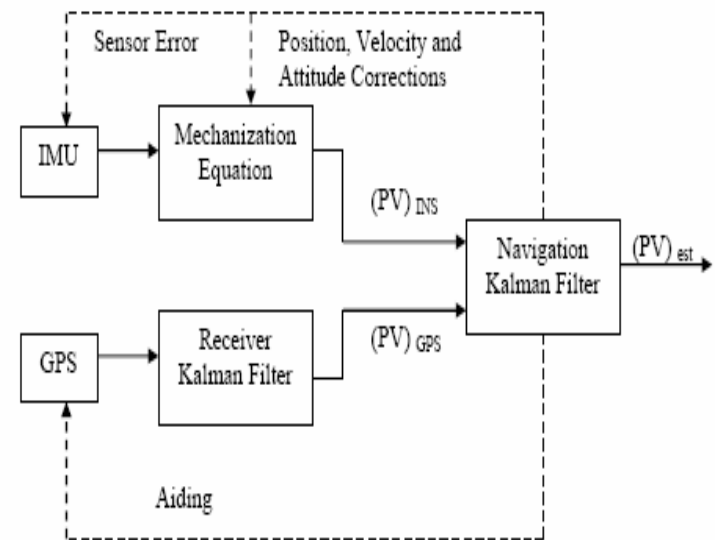 Sensor Error
Position, Velocity and
Attitude Corrections
IMU
Mechanization
Equation
(PV) INS
Navigation
Kalman Filter
(PV) est
GPS
Receiver
Kalman Filter
(PV) GPS
Aiding